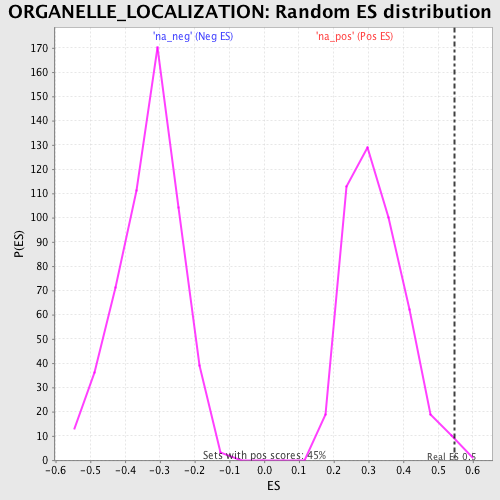 ORGANELLE_LOCALIZATION: Random ES distribution
'na_neg' (Neg ES)
'na_pos' (Pos ES)
170
160
150
140
130
120
110
100
90
80
70
60
50
40
30
20
10
0
P(ES)
Sets with pos scores: 45%
Real ES 0.5
-0.6 -0.5 -0.4 -0.3 -0.2 -0.1 0.0 0.1 0.2 0.3 0.4 0.5 0.6
ES